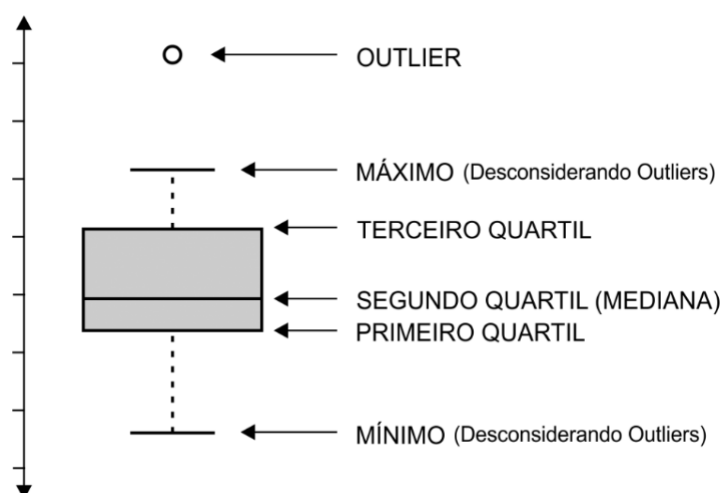 OUTLIER
MÁXIMO (Desconsiderando Outliers)
TERCEIRO QUARTIL
SEGUNDO QUARTIL (MEDIANA)
PRIMEIRO QUARTIL
MÍNIMO (Desconsiderando Outliers)